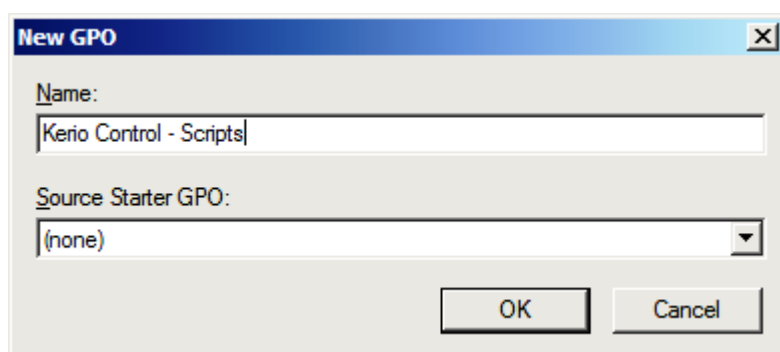 New GPO
Name:
Kerio Control - Scripts
Source Starter GPO:
(none)
OK Cancel